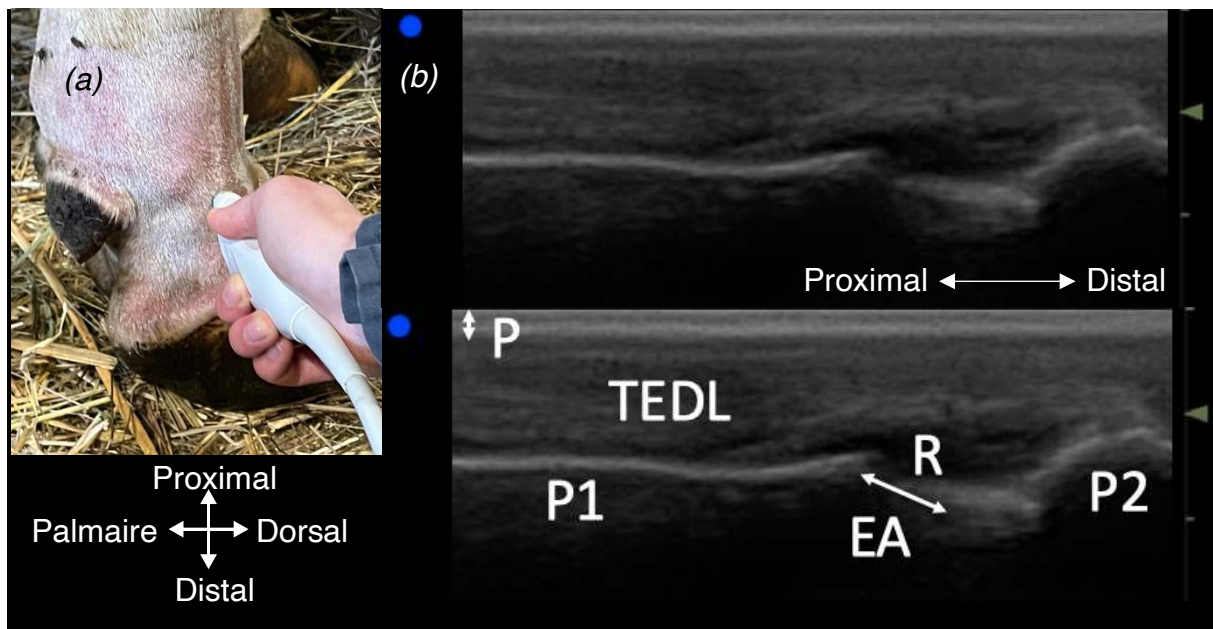 (a)
Proximal
Palmaire
Dorsal
Distal
(b)
Proximal
Distal
P
TEDL
P1
R
EA
P2